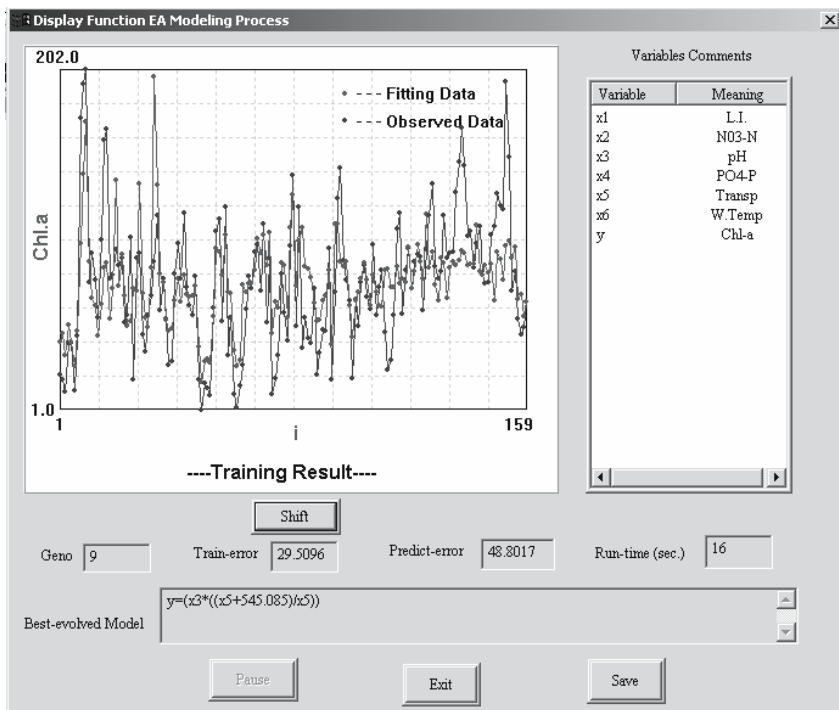 Display Function EA Modeling Process
202.0
--- Fitting Data
--- Observed Data
Chl.a
1.0
1
159
i
----Training Result----
Variables Comments
Variable Meaning
x1 L.I.
x2 N03-N
x3 pH
x4 PO4-P
x5 Transp
x6 W.Temp
y Chl-a
Shift
Geno 9
Train-error 29.5096
Predict-error 48.8017
Run-time (sec.) 16
Best-evolved Model
y=(x3*((x5+545.085)/x5))
Pause
Exit
Save